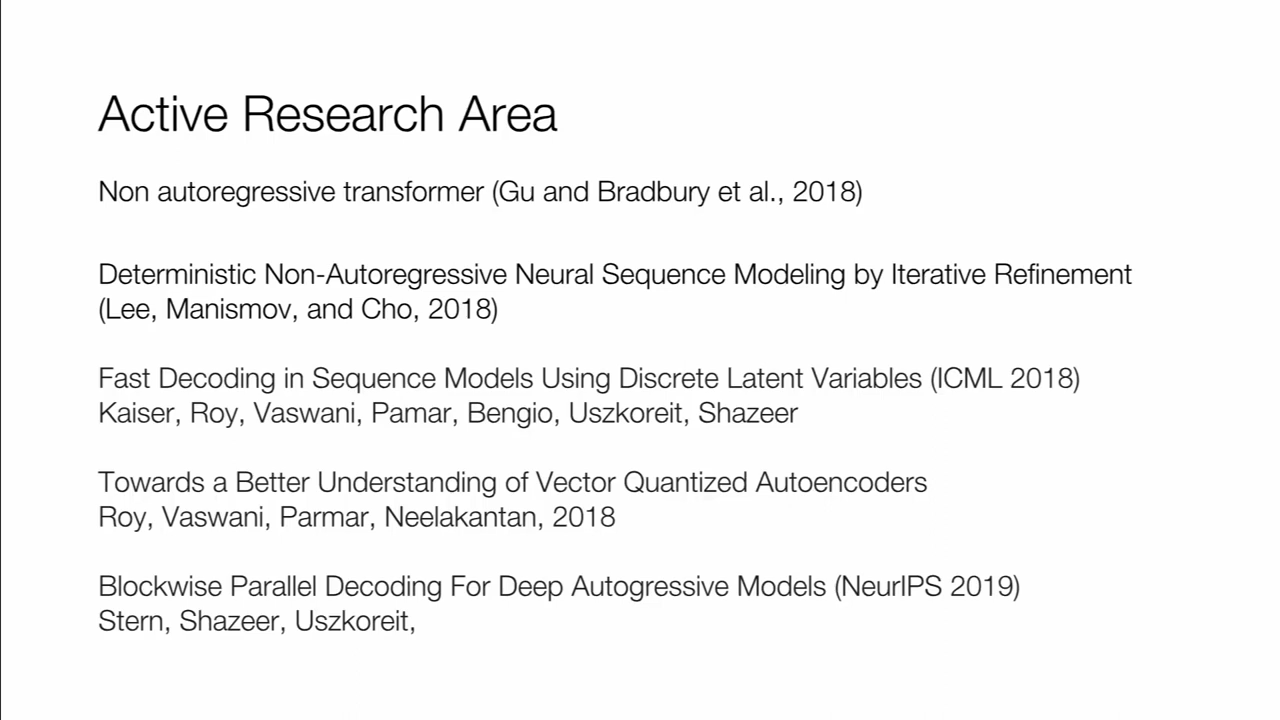 Active Research Area
Non autoregressive transformer (Gu and Bradbury et al., 2018)
Deterministic Non-Autoregressive Neural Sequence Modeling by Iterative Refinement
(Lee, Manismov, and Cho, 2018)
Fast Decoding in Sequence Models Using Discrete Latent Variables (ICML 2018)
Kaiser, Roy, Vaswani, Pamar, Bengio, Uszkoreit, Shazeer
Towards a Better Understanding of Vector Quantized Autoencoders
Roy, Vaswani, Parmar, Neelakantan, 2018
Blockwise Parallel Decoding For Deep Autogressive Models (NeurIPS 2019)
Stern, Shazeer, Uszkoreit,